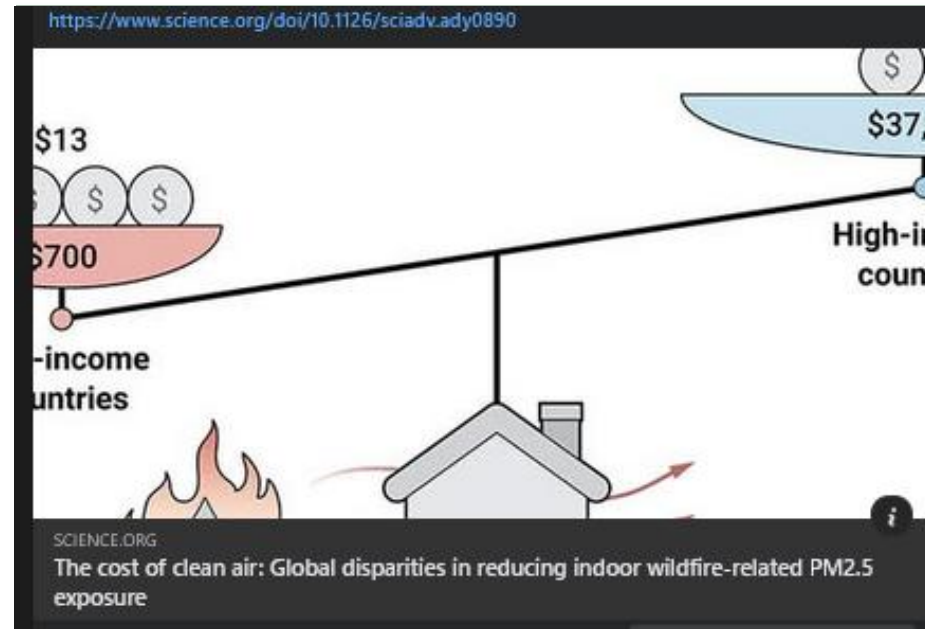 https://www.science.org/doi/10.1126/sciadv.ady0890
$
$13
$37,
$ $ $
$700
High-i
coun
-income
untries
i
SCIENCE.ORG
The cost of clean air: Global disparities in reducing indoor wildfire-related PM2.5
exposure